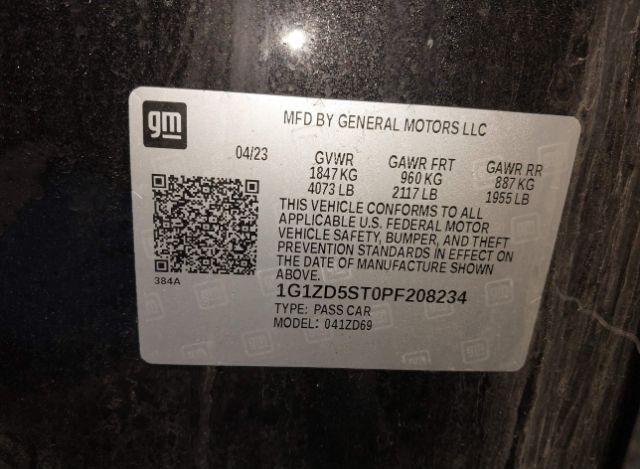 gm
MFD BY GENERAL MOTORS LLC
04/23 GVWR GAWR FRT GAWR RR
1847 KG 960 KG 887 KG
4073 LB 2117 LB 1955 LB
THIS VEHICLE CONFORMS TO ALL
APPLICABLE U.S. FEDERAL MOTOR
VEHICLE SAFETY, BUMPER, AND THEFT
PREVENTION STANDARDS IN EFFECT ON
THE DATE OF MANUFACTURE SHOWN
ABOVE.
384A
1G1ZD5ST0PF208234
TYPE: PASS CAR
MODEL: 041ZD69